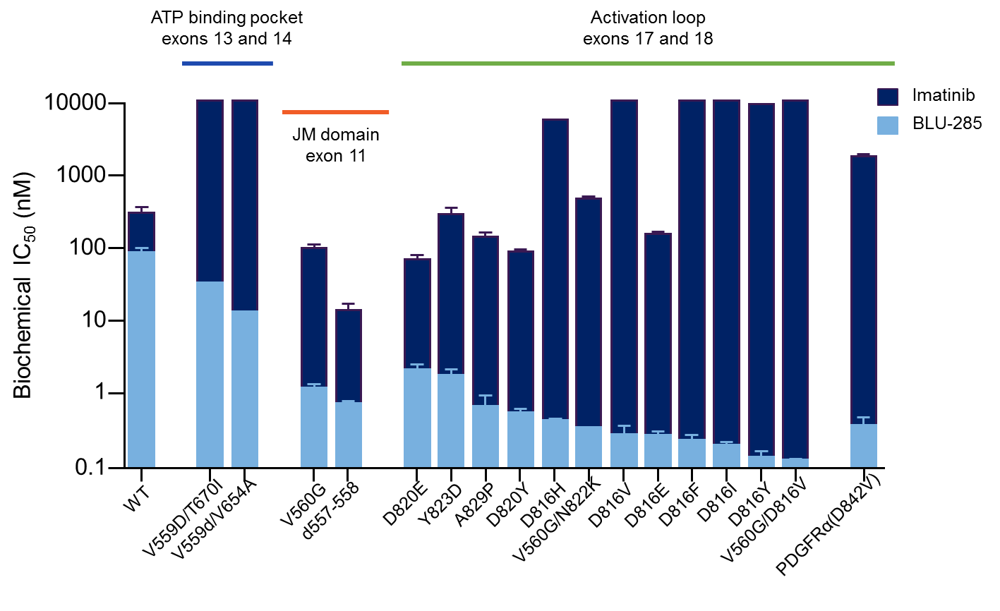 ATP binding pocket
exons 13 and 14
Activation loop
exons 17 and 18
Imatinib
BLU-285
JM domain
exon 11
Biochemical IC50 (nM)
10000
1000
100
10
1
0.1
WT
V559D/T670I
V559d/V654A
V560G
d557-558
D820E
Y823D
A829P
D820Y
D816H
V560G/N822K
D816V
D816E
D816F
D816I
D816Y
V560G/D816V
PDGFRα(D842V)